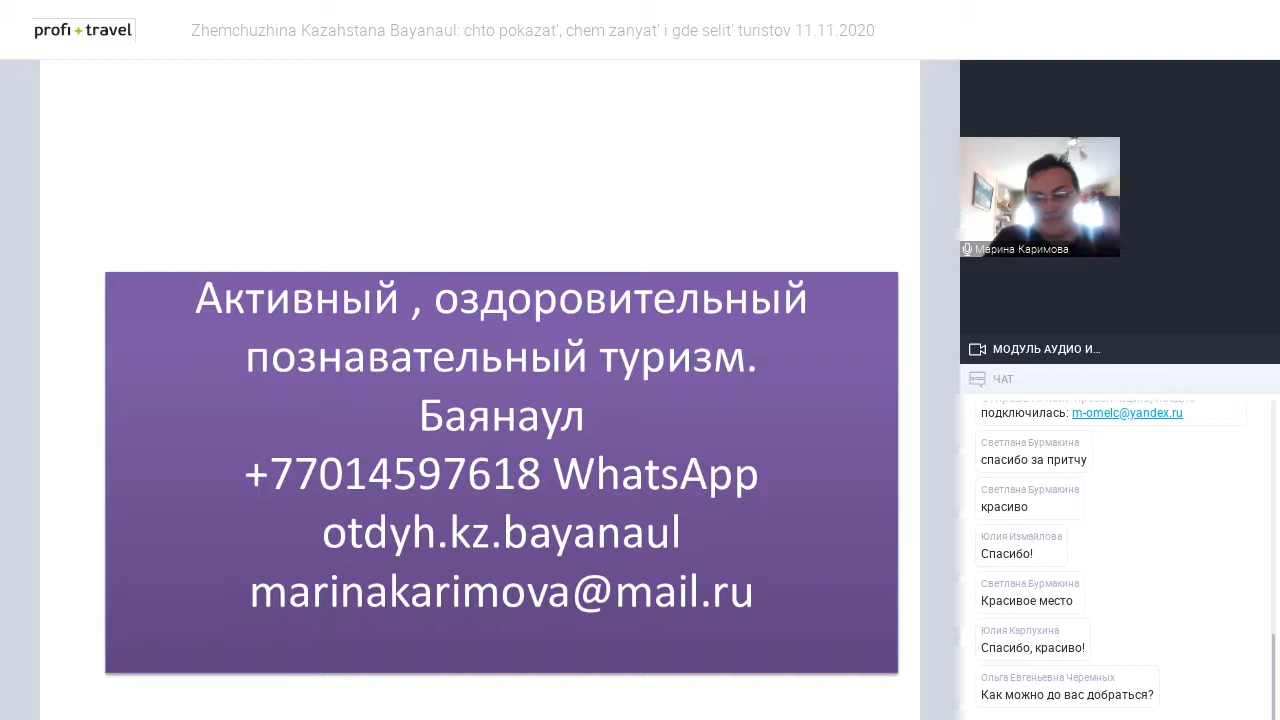 profi + travel
Zhemchuzhina Kazahstana Bayanaul: chto pokazat', chem zanyat' i gde selit' turistov 11.11.2020
Активный , оздоровительный
познавательный туризм.
Баянаул
+77014597618 WhatsApp
otdyh.kz.bayanaul
marinakarimova@mail.ru
Марина Каримова
МОДУЛЬ АУДИО И...
ЧАТ
подключилась: m-omelc@yandex.ru
Светлана Бурмакина
спасибо за притчу
Светлана Бурмакина
красиво
Юлия Измайлова
Спасибо!
Светлана Бурмакина
Красивое место
Юлия Карпухина
Спасибо, красиво!
Ольга Евгеньевна Черемных
Как можно до вас добраться?